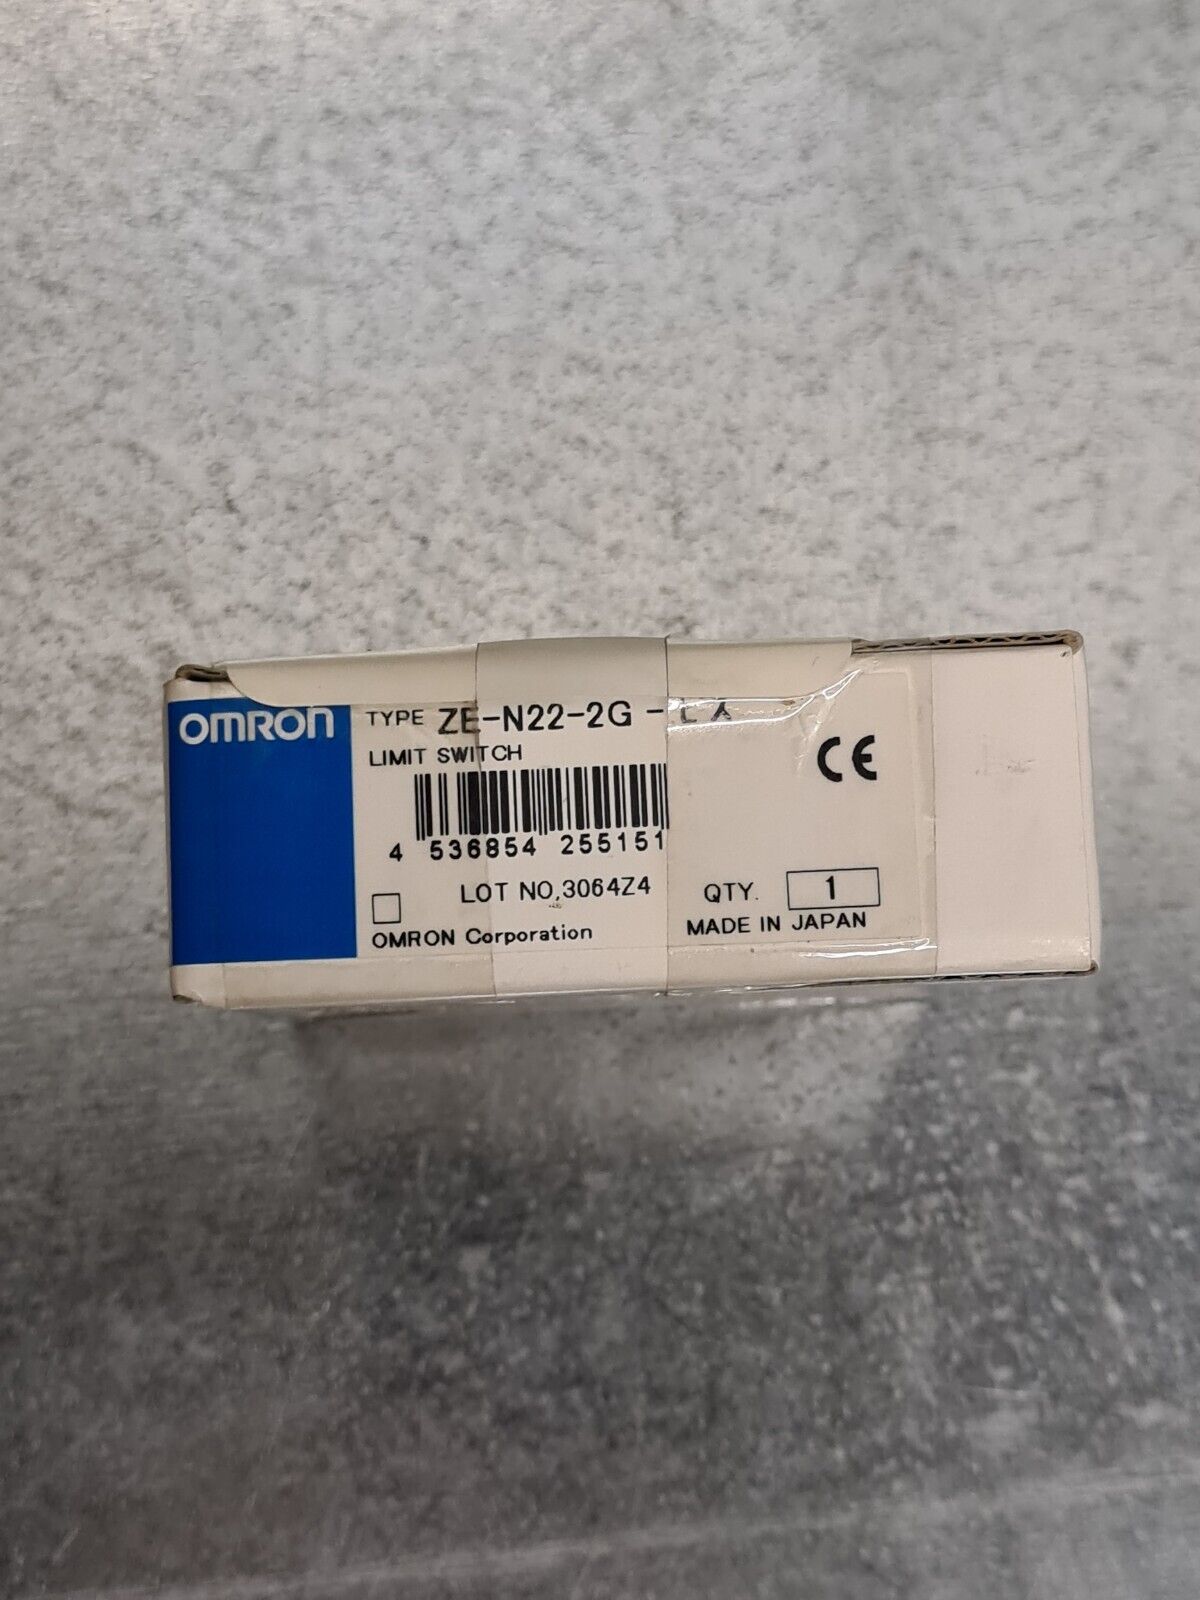 OMRON
TYPE ZE-N22-2G-
LIMIT SWITCH
4 536854 255151
LOT NO,3064Z4
QTY. 1
OMRON Corporation
MADE IN JAPAN
CE